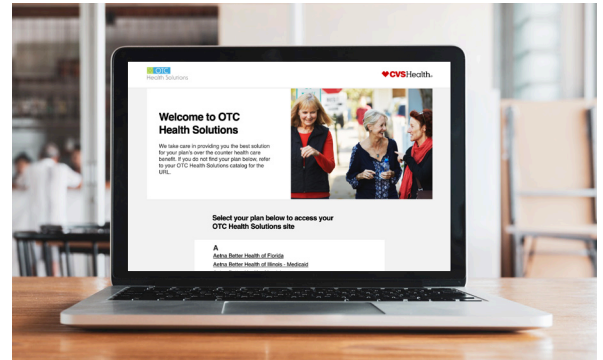 OTC
Health Solutions
CVSHealth.
Welcome
to OTC
Health Solutions
We take care in providing you the best solution
for your plan's over the counter health care
benefit. If you do not find your plan below, refer
to your OTC Health Solutions catalog for the
URL.
Select your plan below to access your
OTC Health Solutions site
A
Aetna Better Health of Florida
Aetna Better Health of Illinois - Medicaid